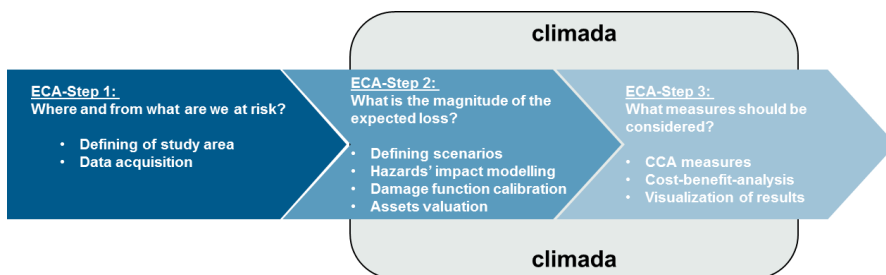 climada
ECA-Step 1:
Where and from what are we at risk?
• Defining of study area
• Data acquisition
ECA-Step 2:
What is the magnitude of the
expected loss?
• Defining scenarios
• Hazards' impact modelling
• Damage function calibration
• Assets valuation
ECA-Step 3:
What measures should be
considered?
• CCA measures
• Cost-benefit-analysis
• Visualization of results
climada